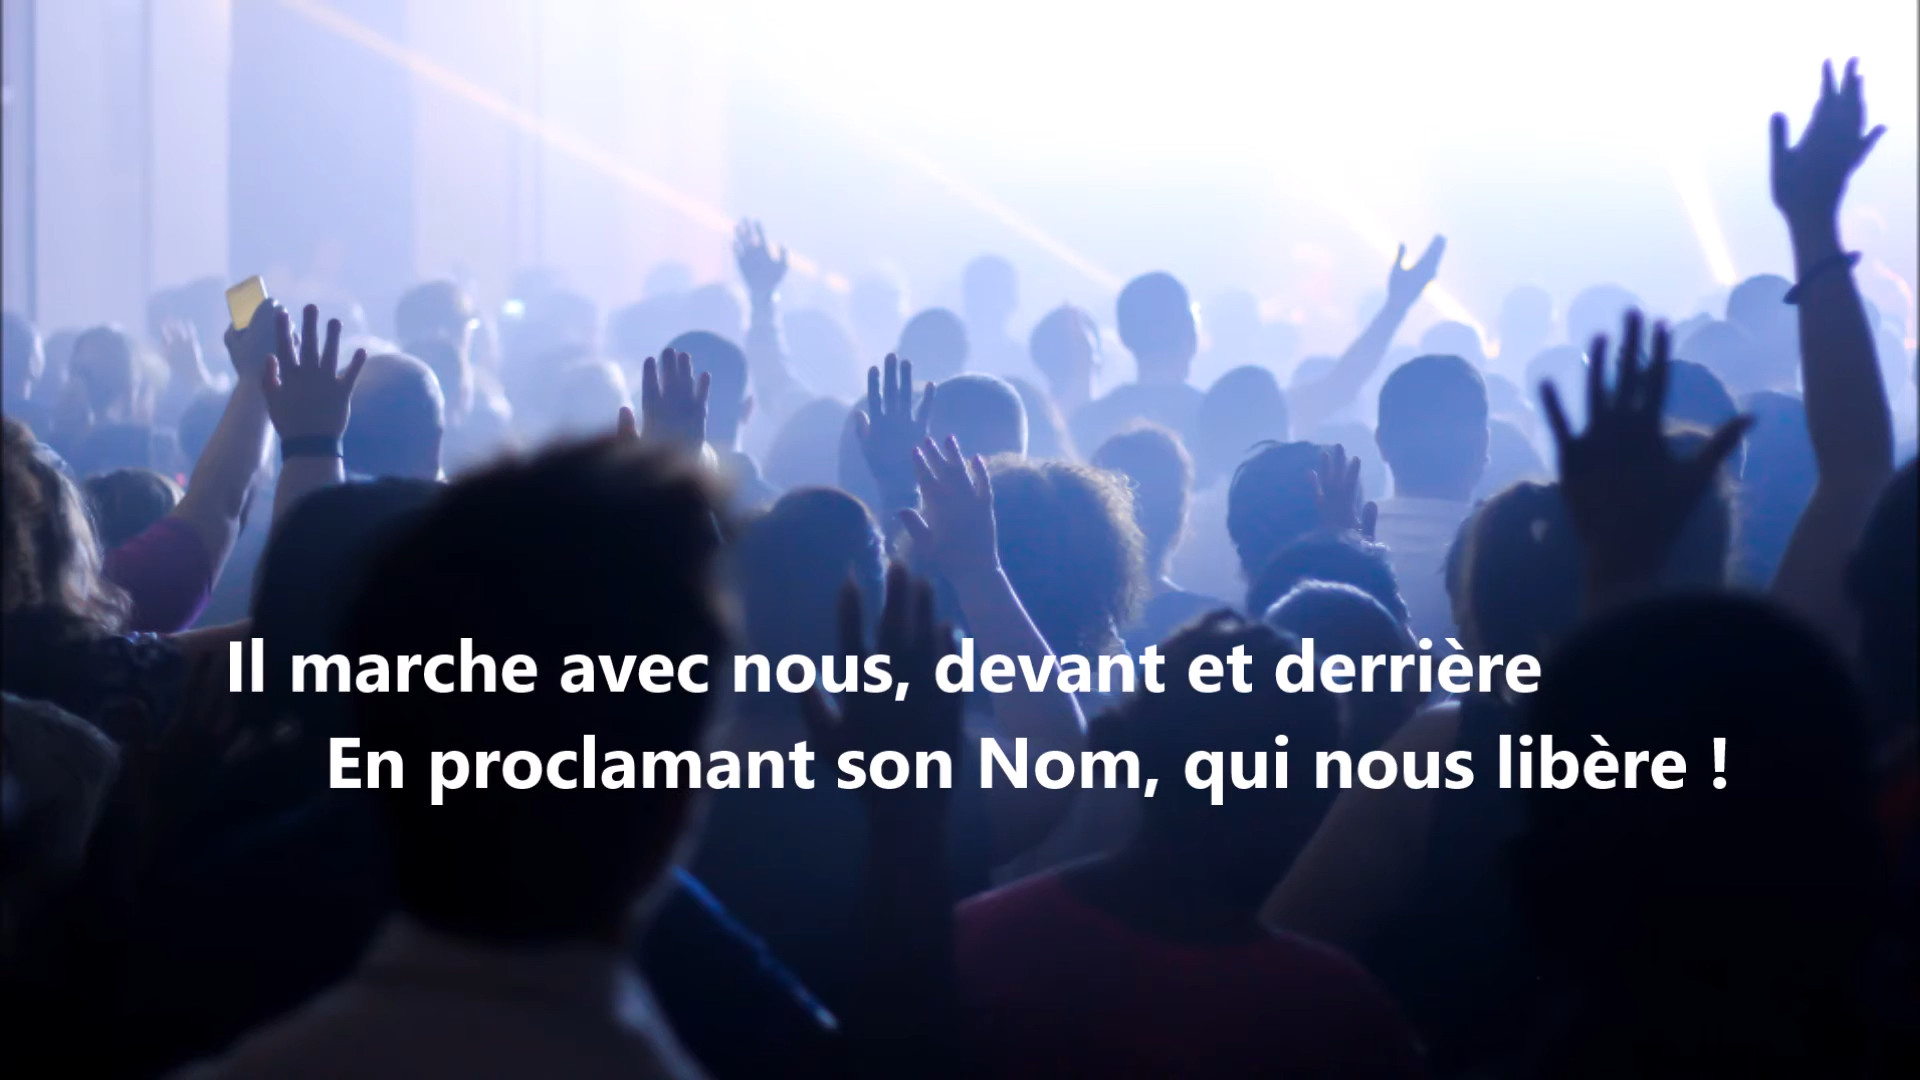 Il marche avec nous, devant et derrière
En proclamant son Nom, qui nous libère !